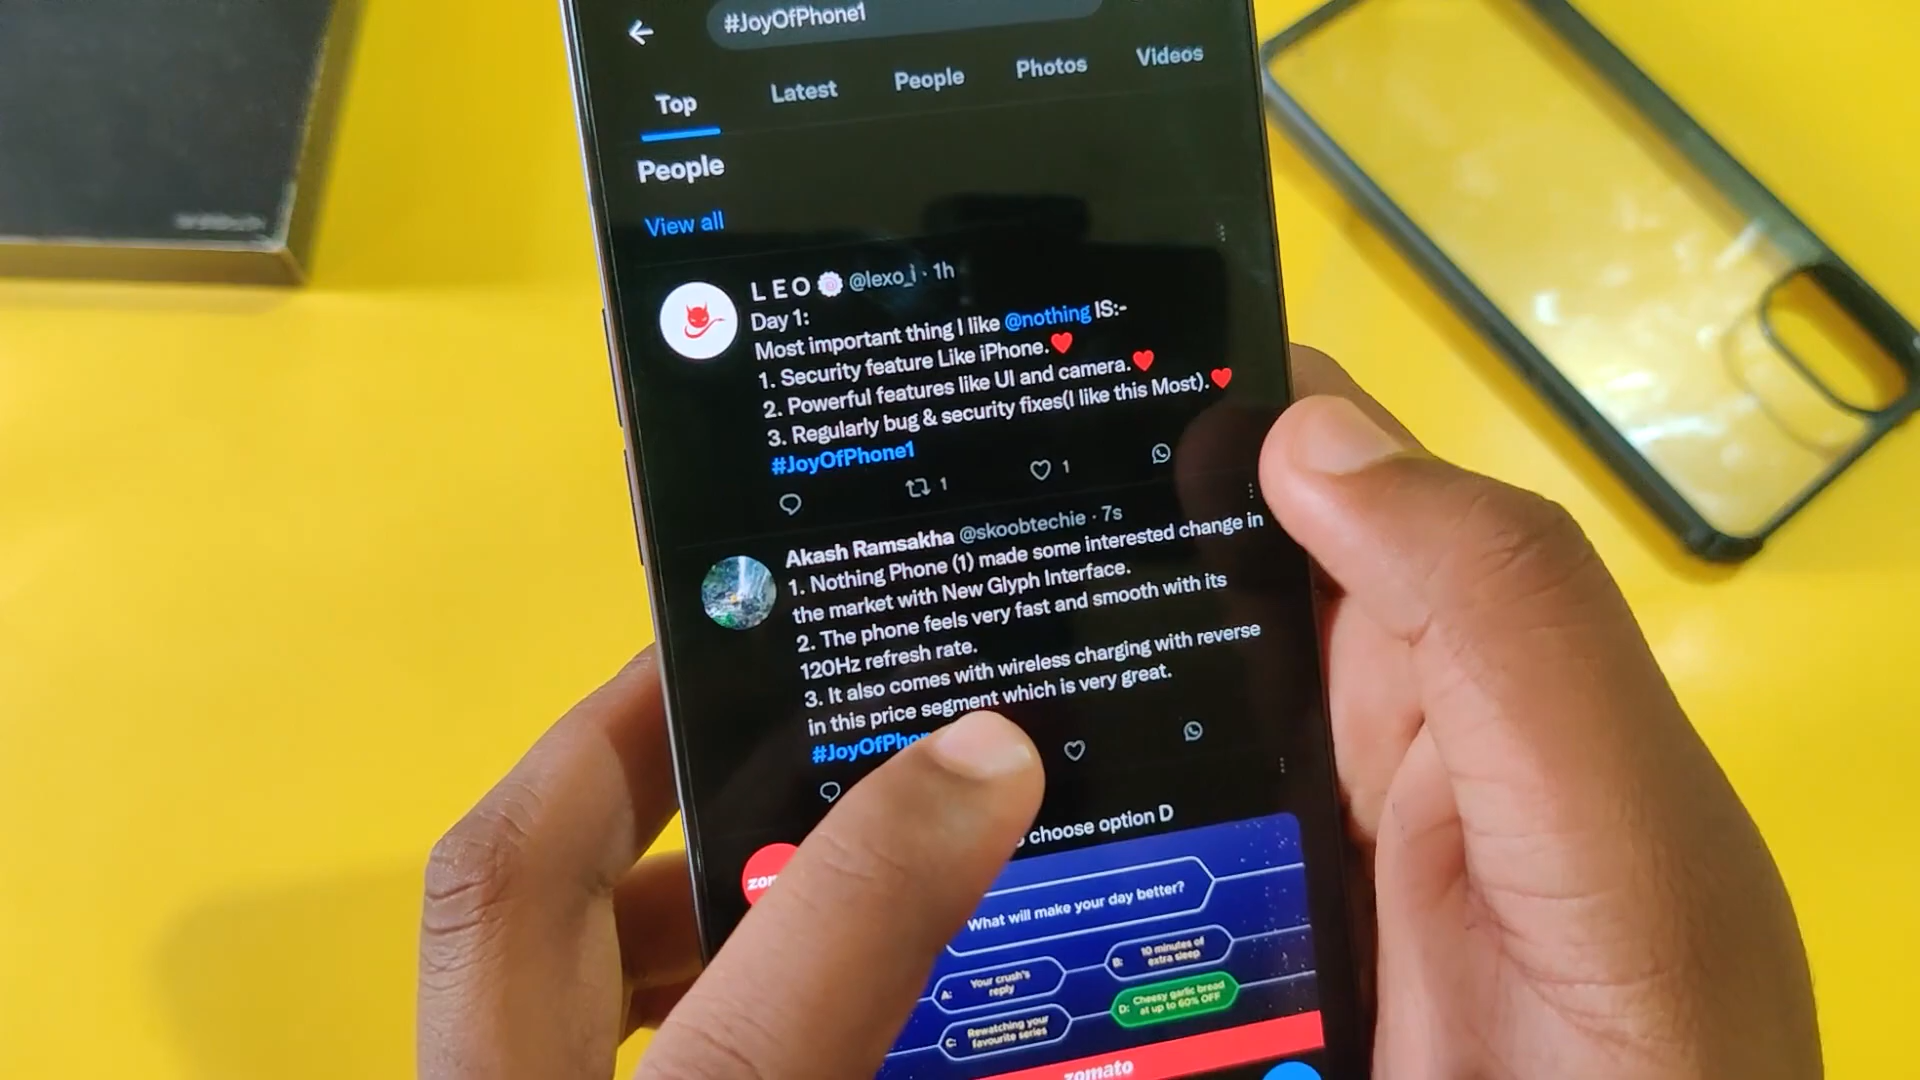 #JoyOfPhone1
Top Latest People Photos Videos
People
View all
L E O @lexo_i · 1h
Day 1:
Most important thing I like @nothing IS:-
1. Security feature Like iPhone.❤️
2. Powerful features like UI and camera.❤️
3. Regularly bug & security fixes(I like this Most).❤️
#JoyOfPhone1
1 1
Akash Ramsakha @skoobtechie · 7s
1. Nothing Phone (1) made some interested change in
the market with New Glyph Interface.
2. The phone feels very fast and smooth with its
120Hz refresh rate.
3. It also comes with wireless charging with reverse
in this price segment which is very great.
#JoyOfPhon
choose option D
zom
What will make your day better?
A: Your crush's
reply
B: 10 minutes of
extra sleep
C: Rewatching your
favourite series
D: Cheesy garlic bread
at up to 60% OFF
zomato